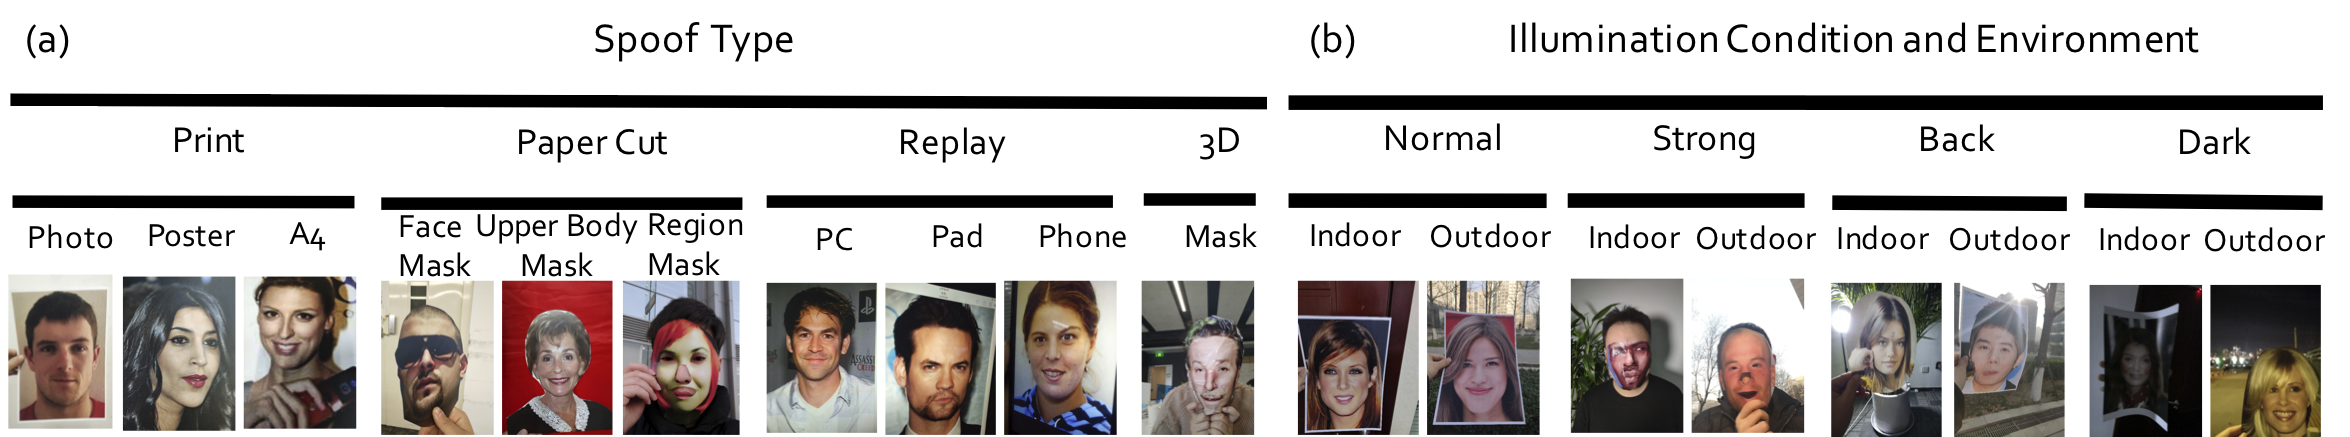 (a) Spoof Type (b) Illumination Condition and Environment
Print Paper Cut Replay 3D Normal Strong Back Dark
Photo Poster A4 Face Mask Upper Body Mask Region Mask PC Pad Phone Mask Indoor Outdoor Indoor Outdoor Indoor Outdoor Indoor Outdoor